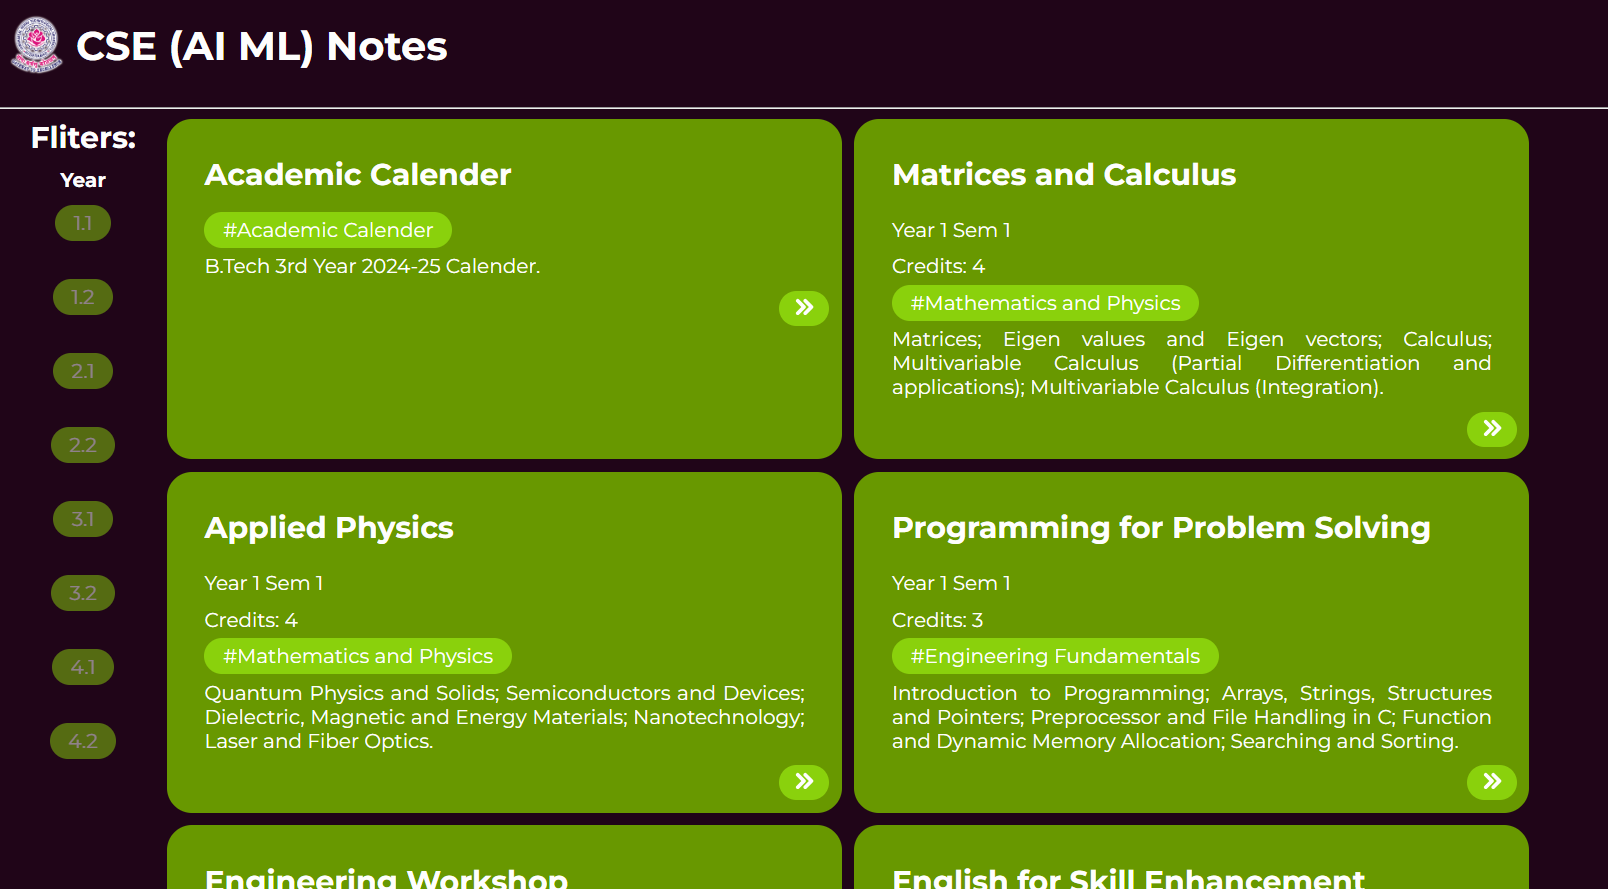 CSE (AI ML) Notes
Fliters:
Year
1.1
1.2
2.1
2.2
3.1
3.2
4.1
4.2
Academic Calender
#Academic Calender
B.Tech 3rd Year 2024-25 Calender.
Matrices and Calculus
Year 1 Sem 1
Credits: 4
#Mathematics and Physics
Matrices; Eigen values and Eigen vectors; Calculus;
Multivariable Calculus (Partial Differentiation and
applications); Multivariable Calculus (Integration).
Applied Physics
Year 1 Sem 1
Credits: 4
#Mathematics and Physics
Quantum Physics and Solids; Semiconductors and Devices;
Dielectric, Magnetic and Energy Materials; Nanotechnology;
Laser and Fiber Optics.
Programming for Problem Solving
Year 1 Sem 1
Credits: 3
#Engineering Fundamentals
Introduction to Programming; Arrays, Strings, Structures
and Pointers; Preprocessor and File Handling in C; Function
and Dynamic Memory Allocation; Searching and Sorting.
Engineering Workshop
English for Skill Enhancement